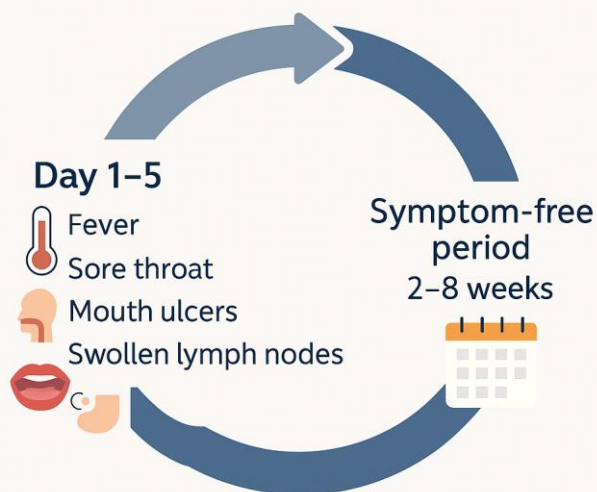 Day 1–5
Fever
Sore throat
Mouth ulcers
Swollen lymph nodes
Symptom-free
period
2–8 weeks